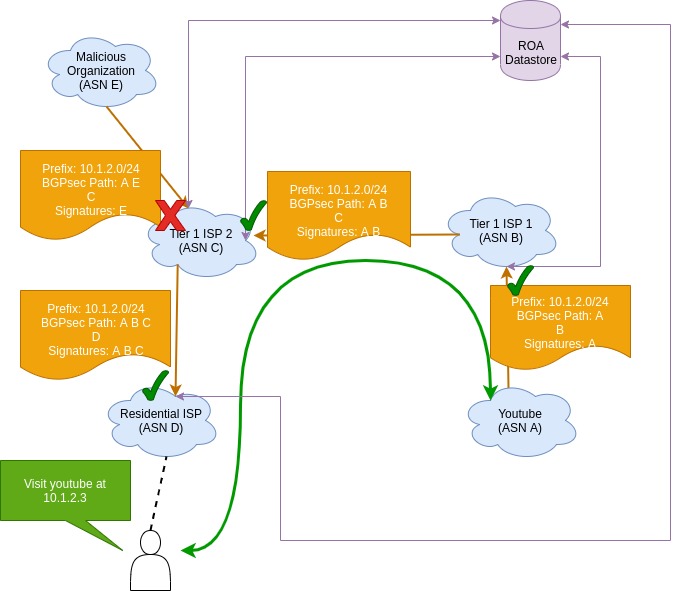 ROA
Datastore
Malicious
Organization
(ASN E)
Prefix: 10.1.2.0/24
BGPsec Path: A E
C
Signatures: E
Tier 1 ISP 2
(ASN C)
Prefix: 10.1.2.0/24
BGPsec Path: A B
C
Signatures: A B
Tier 1 ISP 1
(ASN B)
Prefix: 10.1.2.0/24
BGPsec Path: A B C
D
Signatures: A B C
Prefix: 10.1.2.0/24
BGPsec Path: A
B
Signatures: A
Residential ISP
(ASN D)
Youtube
(ASN A)
Visit youtube at
10.1.2.3